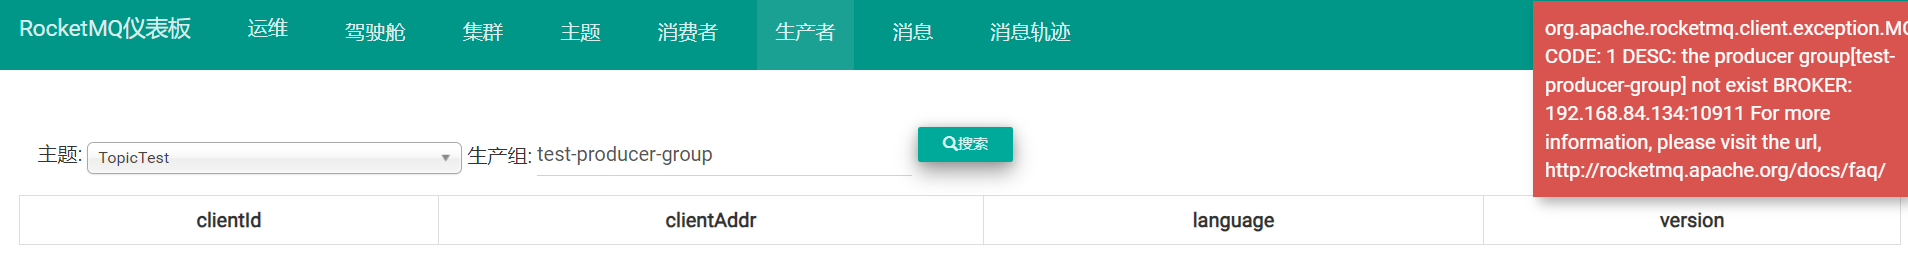 RocketMQ仪表板 运维 驾驶舱 集群 主题 消费者 生产者 消息 消息轨迹
org.apache.rocketmq.client.exception.MC
CODE: 1 DESC: the producer group[test-
producer-group] not exist BROKER:
192.168.84.134:10911 For more
information, please visit the url,
http://rocketmq.apache.org/docs/faq/
主题: TopicTest 生产组: test-producer-group 搜索
clientId clientAddr language version